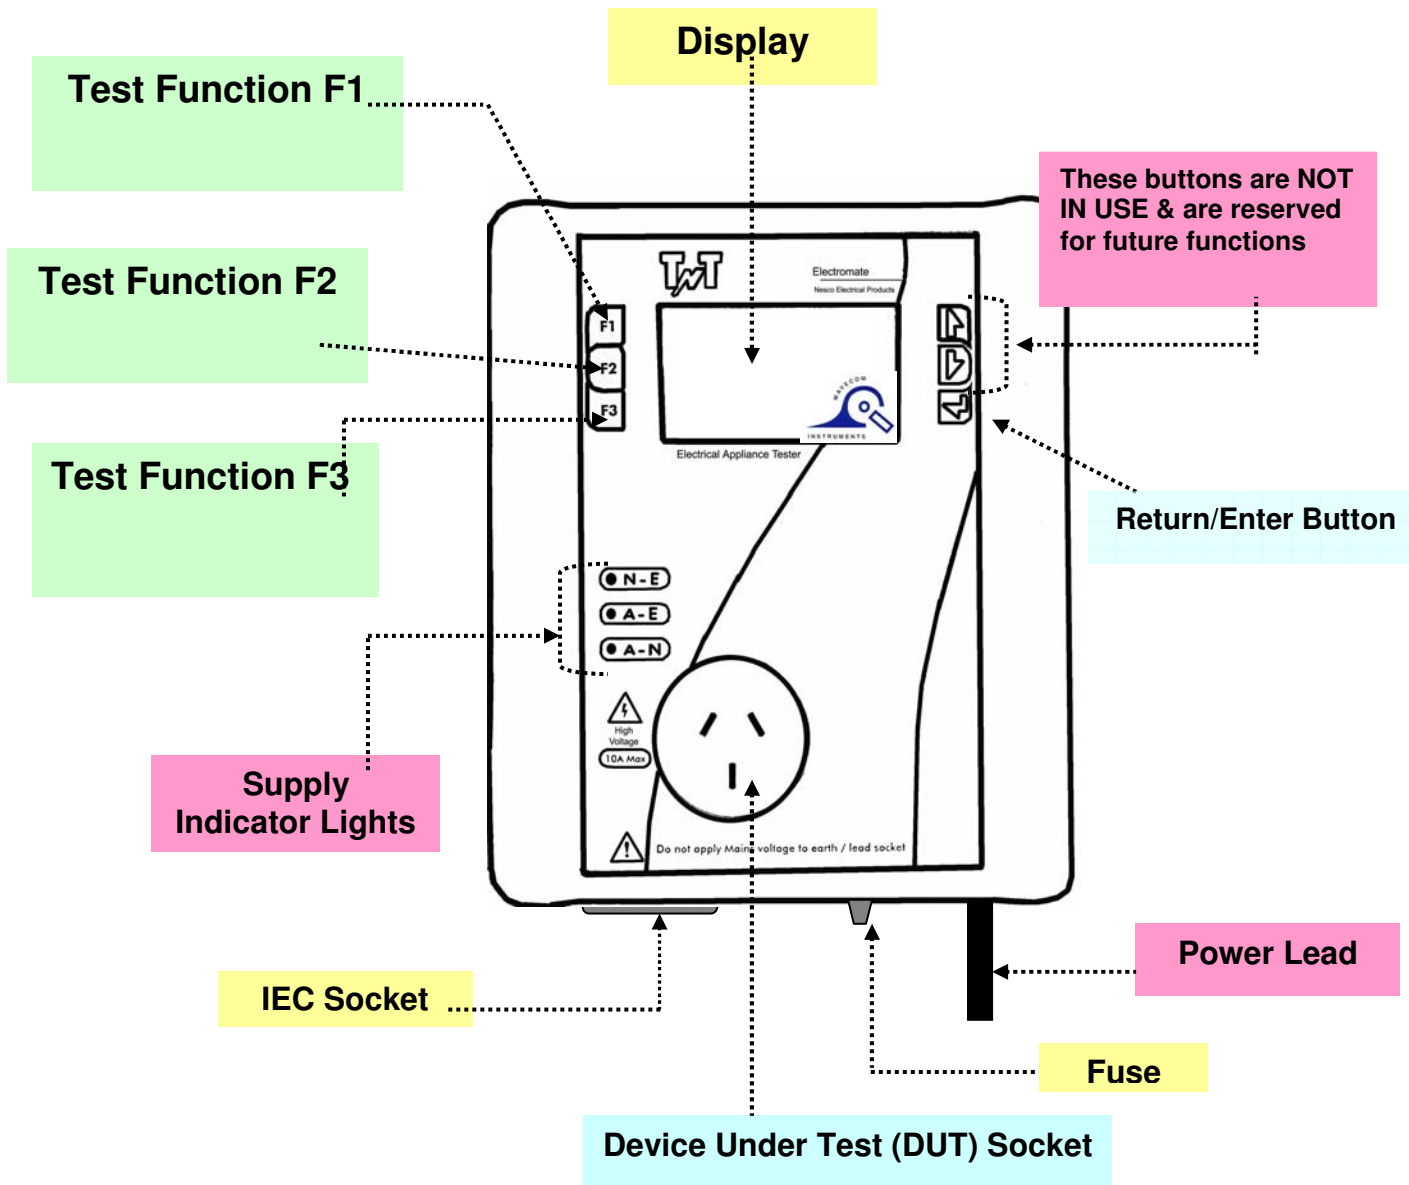 Display
Test Function F1
These buttons are NOT
IN USE & are reserved
for future functions
Test Function F2
TnT
Electromate
Nesco Electrical Products
F1
F2
F3
WAVECOM
INSTRUMENTS
Electrical Appliance Tester
Test Function F3
Return/Enter Button
N-E
A-E
A-N
High
Voltage
10A Max
Supply
Indicator Lights
Do not apply Mains voltage to earth / lead socket
Power Lead
IEC Socket
Fuse
Device Under Test (DUT) Socket